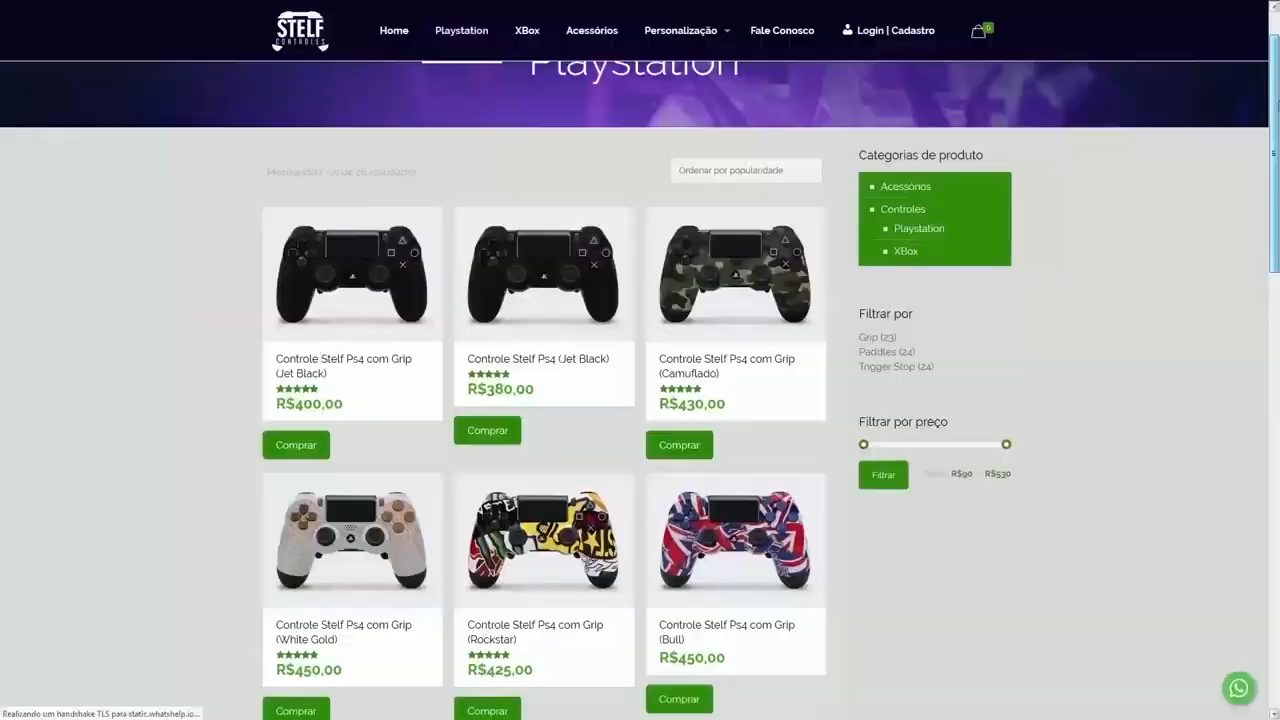 STELF
CONTROLES
Home
Playstation
XBox
Acessórios
Personalização
Fale Conosco
Login | Cadastro
0
Playstation
Ordenar por popularidade
Categorias de produto
Acessórios
Controles
Playstation
XBox
Controle Stelf Ps4 com Grip
(Jet Black)
R$400,00
Comprar
Controle Stelf Ps4 (Jet Black)
R$380,00
Comprar
Controle Stelf Ps4 com Grip
(Camuflado)
R$430,00
Comprar
Filtrar por
Grip (23)
Paddles (24)
Trigger Stop (24)
Filtrar por preço
Filtrar
R$90
R$530
Controle Stelf Ps4 com Grip
(White Gold)
R$450,00
Comprar
Controle Stelf Ps4 com Grip
(Rockstar)
R$425,00
Comprar
Controle Stelf Ps4 com Grip
(Bull)
R$450,00
Comprar
Realizando um handshake TLS para static.whatshelp.io...